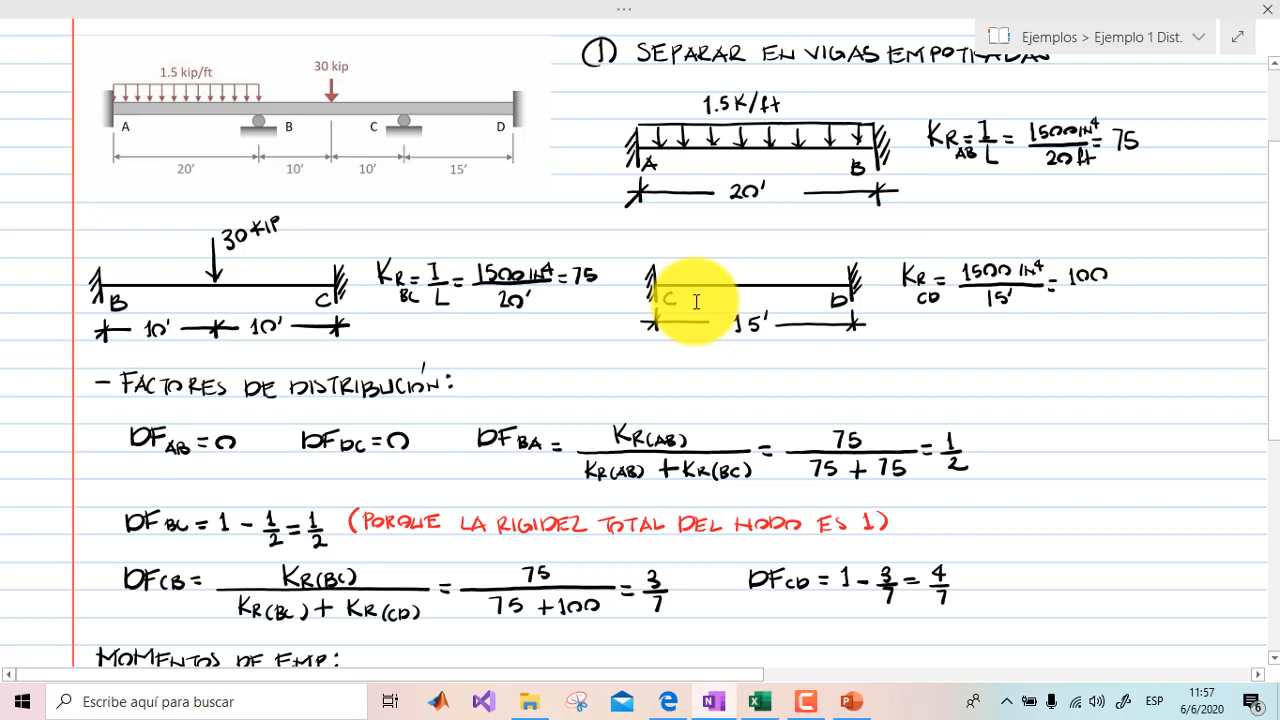 Ejemplos > Ejemplo 1 Dist.
① SEPARAR EN VIGAS EMPOTRADAS
1.5 kip/ft
30 kip
A B C D
20' 10' 10' 15'
1.5K/ft
A B
20'
KR AB = I/L = 1500 in⁴/20 ft = 75
30 KIP
B C
10' 10'
KR BC = I/L = 1500 in⁴/20' = 75
C D
15'
KR CD = 1500 IN⁴/15' = 100
- FACTORES DE DISTRIBUCIÓN:
DF AB = 0 DF DC = 0 DF BA = KR(AB)/KR(AB) + KR(BC) = 75/75 + 75 = 1/2
DF BC = 1 - 1/2 = 1/2 (PORQUE LA RIGIDEZ TOTAL DEL NODO ES 1)
DF CB = KR(BC)/KR(BC) + KR(CD) = 75/75 + 100 = 3/7 DF CD = 1 - 3/7 = 4/7
MOMENTOS DE EMP:
Escribe aquí para buscar
ESP
11:57
6/6/2020
6